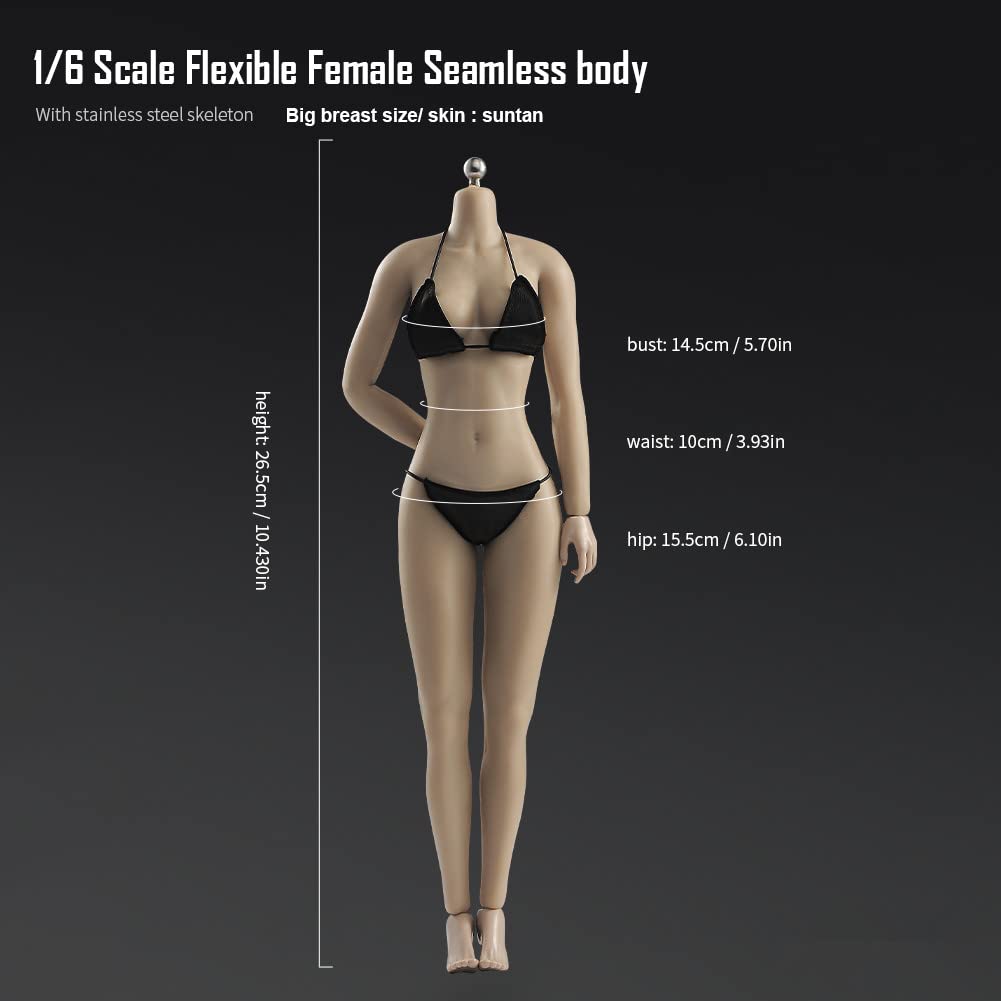 1/6 Scale Flexible Female Seamless body
With stainless steel skeleton
Big breast size/ skin : suntan
bust: 14.5cm / 5.70in
height: 26.5cm / 10.430in
waist: 10cm / 3.93in
hip: 15.5cm / 6.10in